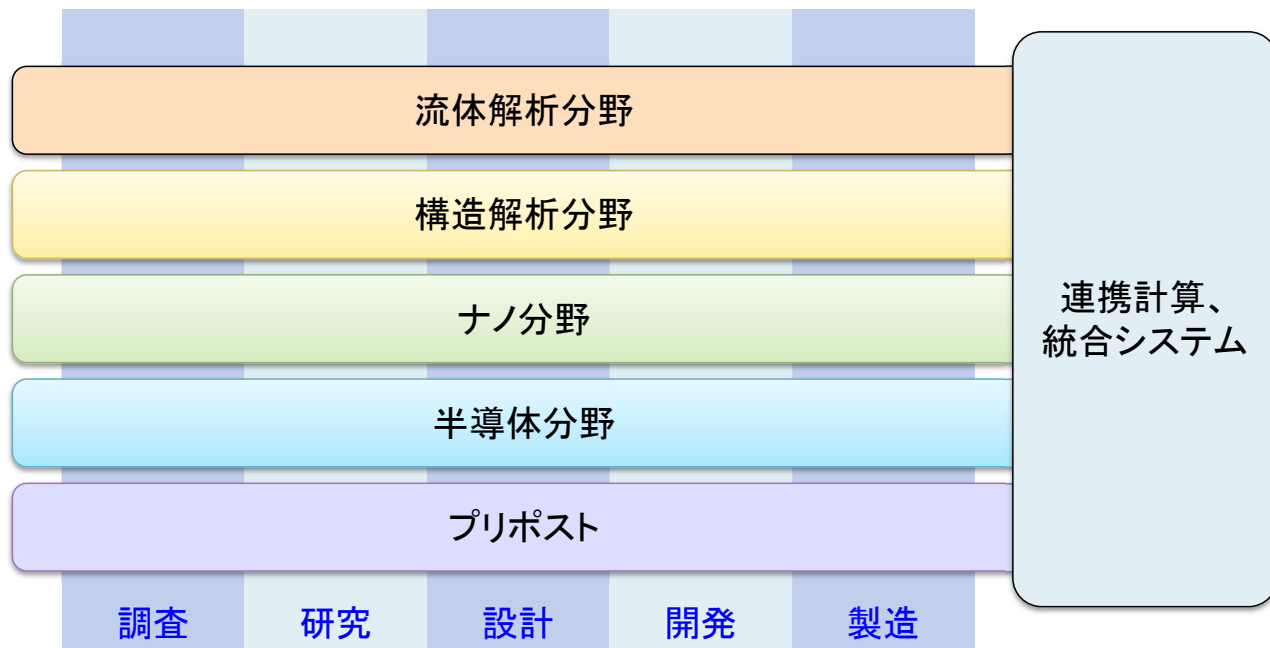 流体解析分野
構造解析分野
ナノ分野
半導体分野
プリポスト
連携計算、
統合システム
調査
研究
設計
開発
製造